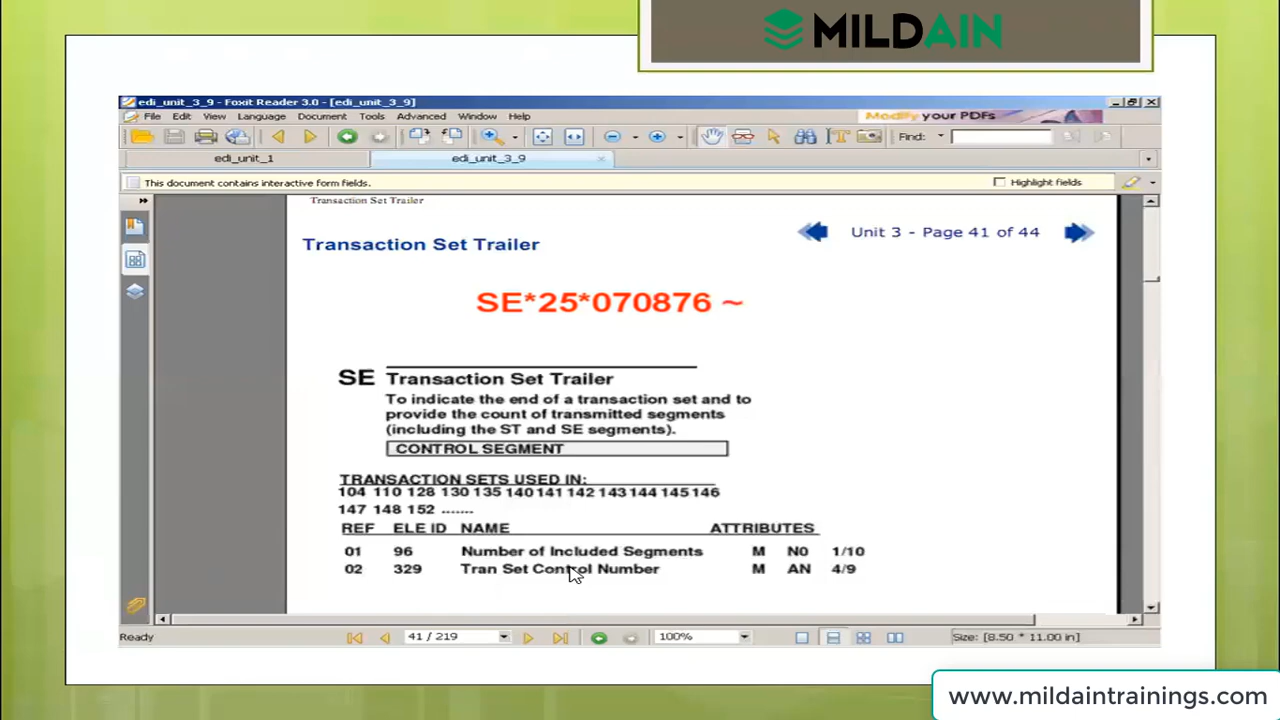 MILDAIN
edi_unit_3_9 - Foxit Reader 3.0 - [edi_unit_3_9]
File Edit View Language Document Tools Advanced Window Help
Modify your PDFs
Find:
edi_unit_1 edi_unit_3_9
This document contains interactive form fields. Highlight fields
Transaction Set Trailer
Transaction Set Trailer Unit 3 - Page 41 of 44
SE*25*070876 ~
SE Transaction Set Trailer
To indicate the end of a transaction set and to
provide the count of transmitted segments
(including the ST and SE segments).
CONTROL SEGMENT
TRANSACTION SETS USED IN:
104 110 128 130 135 140 141 142 143 144 145 146
147 148 152 .......
REF ELE ID NAME ATTRIBUTES
01 96 Number of Included Segments M N0 1/10
02 329 Tran Set Control Number M AN 4/9
Ready 41 / 219 100% Size: [8.50 * 11.00 in]
www.mildaintrainings.com